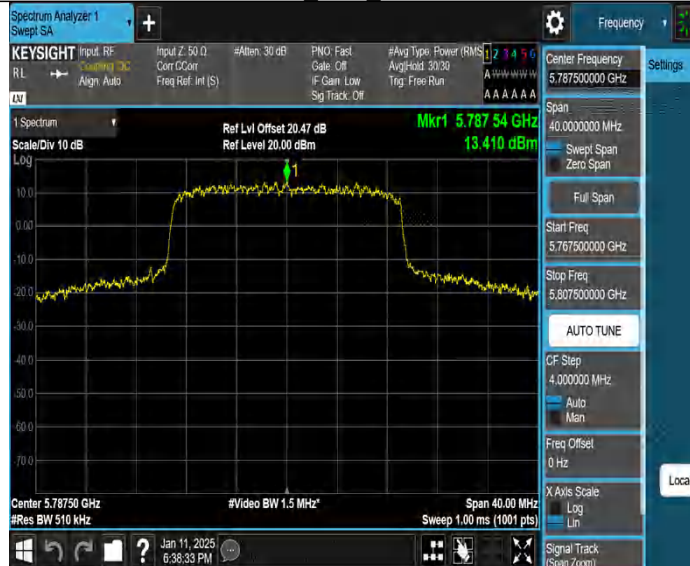 Spectrum Analyzer 1
Swept SA
+
Frequency
KEYSIGHT
RL
Input: RF
Coupling: DC
Align: Auto
Input Z: 50 Ω
Corr CCorr
Freq Ref: Int (S)
#Atten: 30 dB
PNO: Fast
Gate: Off
IF Gain: Low
Sig Track: Off
#Avg Type: Power (RMS
Avg|Hold: 30/30
Trig: Free Run
1 2 3 4 5 6
A W W W W W
A A A A A A
LXI
1 Spectrum
Scale/Div 10 dB
Ref Lvl Offset 20.47 dB
Ref Level 20.00 dBm
Mkr1 5.787 54 GHz
13.410 dBm
Log
1
10.0
0.00
-10.0
-20.0
-30.0
-40.0
-50.0
-60.0
-70.0
Center 5.78750 GHz
#Res BW 510 kHz
#Video BW 1.5 MHz*
Span 40.00 MHz
Sweep 1.00 ms (1001 pts)
Jan 11, 2025
6:38:33 PM
?
Center Frequency
5.787500000 GHz
Settings
Span
40.0000000 MHz
Swept Span
Zero Span
Full Span
Start Freq
5.767500000 GHz
Stop Freq
5.807500000 GHz
AUTO TUNE
CF Step
4.000000 MHz
Auto
Man
Freq Offset
0 Hz
X Axis Scale
Log
Lin
Loca
Signal Track
(Span Zoom)